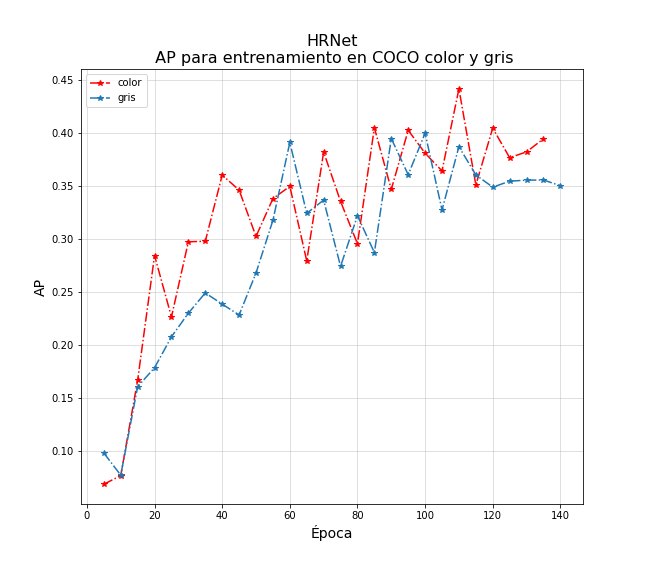 HRNet
AP para entrenamiento en COCO color y gris
color
gris
0.45
0.40
0.35
0.30
0.25
0.20
0.15
0.10
AP
0 20 40 60 80 100 120 140
Época